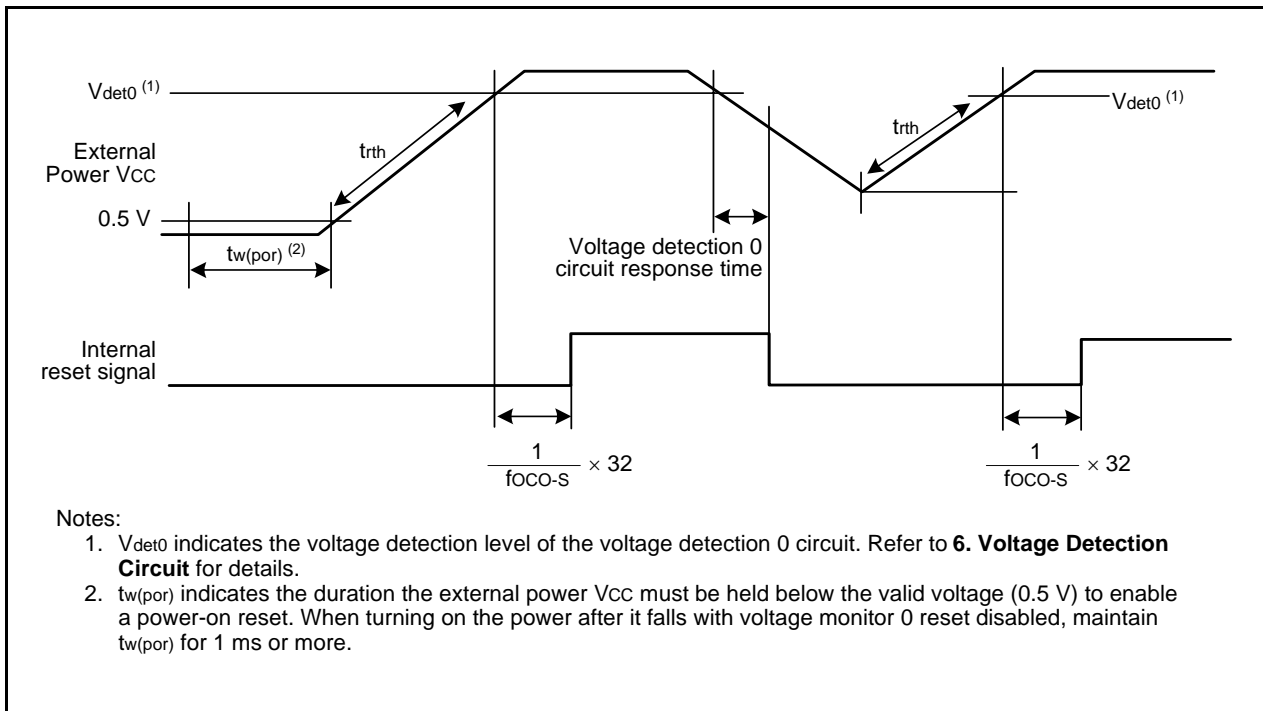 Vdet0 (1)
Vdet0 (1)
trth
trth
External
Power VCC
0.5 V
tw(por) (2)
Voltage detection 0
circuit response time
Internal
reset signal
1
fOCO-S
× 32
1
fOCO-S
× 32
Notes:
1. Vdet0 indicates the voltage detection level of the voltage detection 0 circuit. Refer to 6. Voltage Detection
Circuit for details.
2. tw(por) indicates the duration the external power VCC must be held below the valid voltage (0.5 V) to enable
a power-on reset. When turning on the power after it falls with voltage monitor 0 reset disabled, maintain
tw(por) for 1 ms or more.